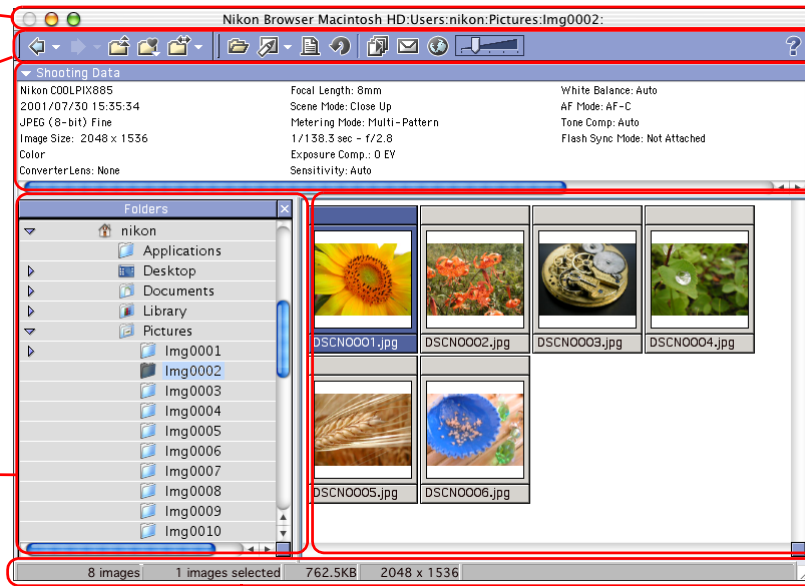 Nikon Browser Macintosh HD:Users:nikon:Pictures:Img0002:
?
Shooting Data
Nikon COOLPIX885
2001/07/30 15:35:34
JPEG (8-bit) Fine
Image Size: 2048 x 1536
Color
ConverterLens: None
Focal Length: 8mm
Scene Mode: Close Up
Metering Mode: Multi-Pattern
1/138.3 sec - f/2.8
Exposure Comp.: 0 EV
Sensitivity: Auto
White Balance: Auto
AF Mode: AF-C
Tone Comp: Auto
Flash Sync Mode: Not Attached
Folders
nikon
Applications
Desktop
Documents
Library
Pictures
Img0001
Img0002
Img0003
Img0004
Img0005
Img0006
Img0007
Img0008
Img0009
Img0010
DSCN0001.jpg
DSCN0002.jpg
DSCN0003.jpg
DSCN0004.jpg
DSCN0005.jpg
DSCN0006.jpg
8 images
1 images selected
762.5KB
2048 x 1536